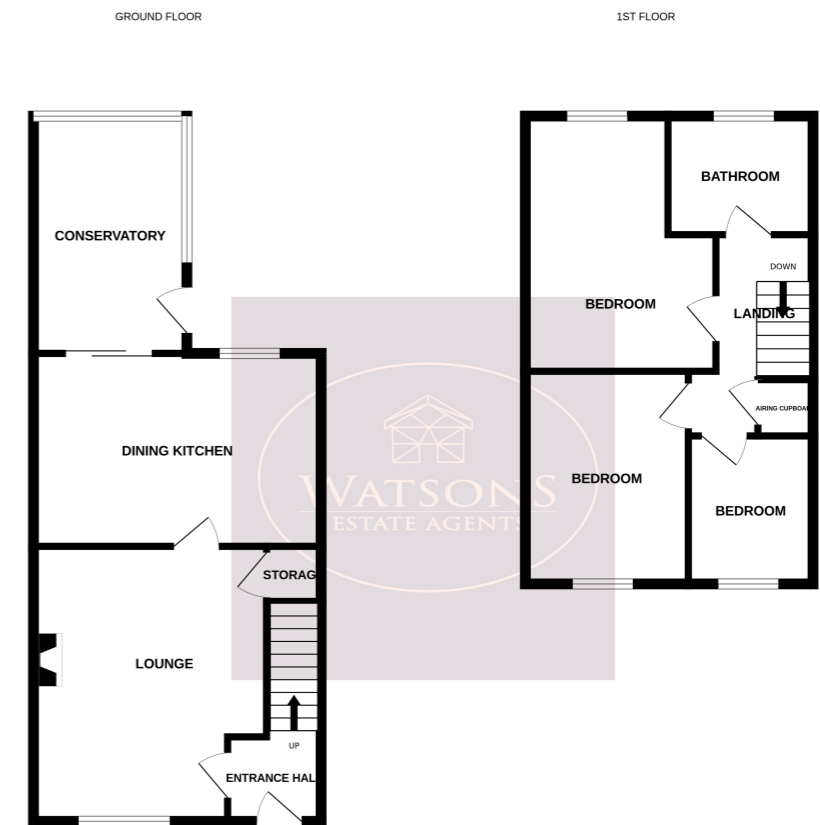 GROUND FLOOR
1ST FLOOR
CONSERVATORY
DINING KITCHEN
STORAG
LOUNGE
UP
ENTRANCE HAL
BATHROOM
DOWN
BEDROOM
LANDING
AIRING CUPBOA
BEDROOM
BEDROOM
WATSONS
ESTATE AGENTS